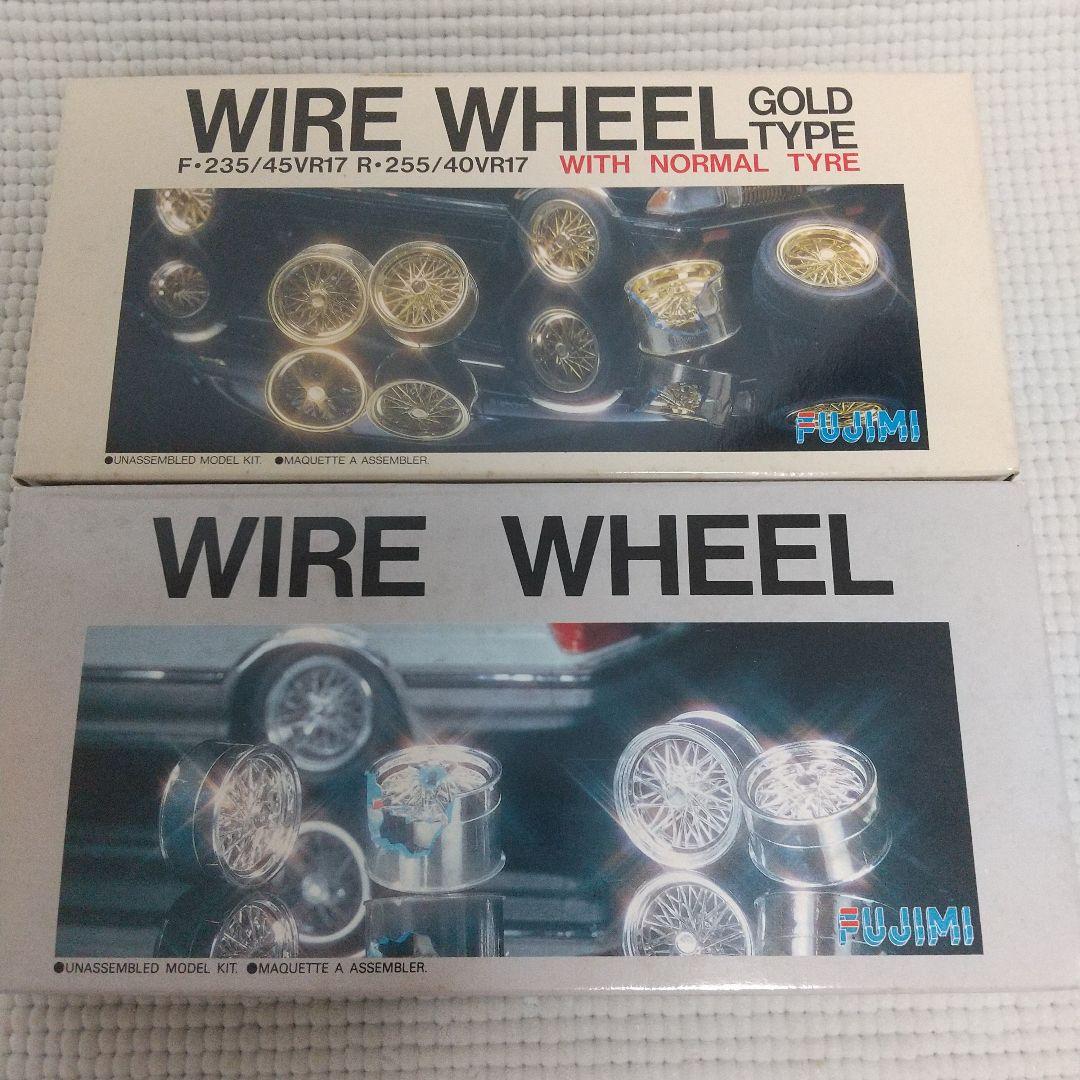 WIRE WHEEL GOLD TYPE
F•235/45VR17 R•255/40VR17 WITH NORMAL TYRE
FUJIMI
●UNASSEMBLED MODEL KIT. ●MAQUETTE A ASSEMBLER.
WIRE WHEEL
FUJIMI
●UNASSEMBLED MODEL KIT. ●MAQUETTE A ASSEMBLER.